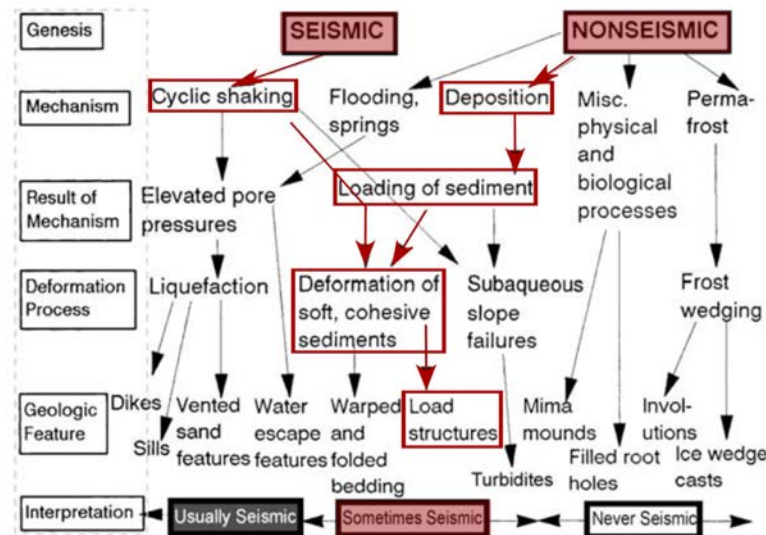 Genesis
SEISMIC
NONSEISMIC
Mechanism
Cyclic shaking
Flooding,
springs
Deposition
Misc.
physical
and
biological
processes
Perma-
frost
Result of
Mechanism
Elevated pore
pressures
Loading of sediment
Deformation
Process
Liquefaction
Deformation of
soft, cohesive
sediments
Subaqueous
slope
failures
Frost
wedging
Geologic
Feature
Dikes
Sills
Vented
sand
features
Water
escape
features
Warped
and
folded
bedding
Load
structures
Turbidites
Mima
mounds
Filled root
holes
Invol-
utions
Ice wedge
casts
Interpretation
Usually Seismic
Sometimes Seismic
Never Seismic